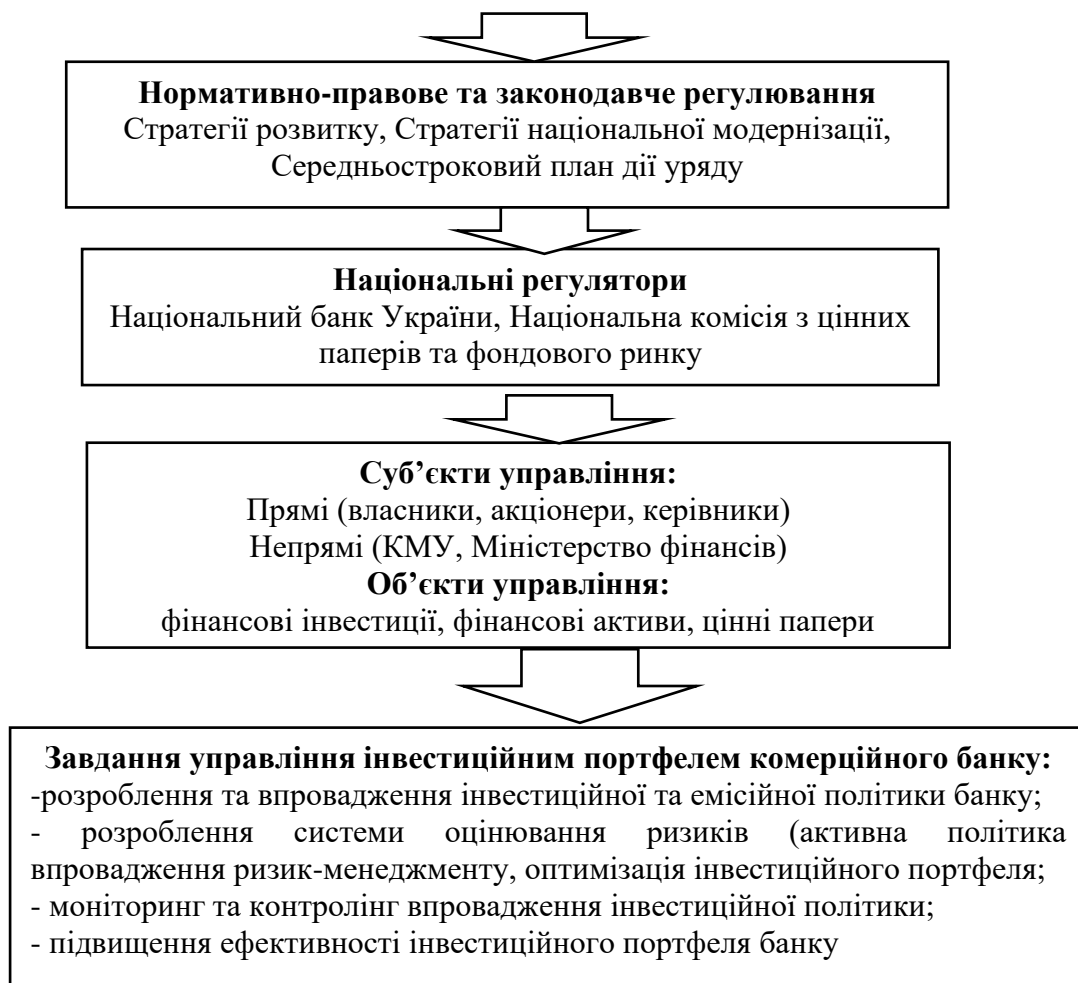 Нормативно-правове та законодавче регулювання
Стратегії розвитку, Стратегії національної модернізації,
Середньостроковий план дії уряду
Національні регулятори
Національний банк України, Національна комісія з цінних
паперів та фондового ринку
Суб’єкти управління:
Прямі (власники, акціонери, керівники)
Непрямі (КМУ, Міністерство фінансів)
Об’єкти управління:
фінансові інвестиції, фінансові активи, цінні папери
Завдання управління інвестиційним портфелем комерційного банку:
-розроблення та впровадження інвестиційної та емісійної політики банку;
- розроблення системи оцінювання ризиків (активна політика
впровадження ризик-менеджменту, оптимізація інвестиційного портфеля;
- моніторинг та контролінг впровадження інвестиційної політики;
- підвищення ефективності інвестиційного портфеля банку